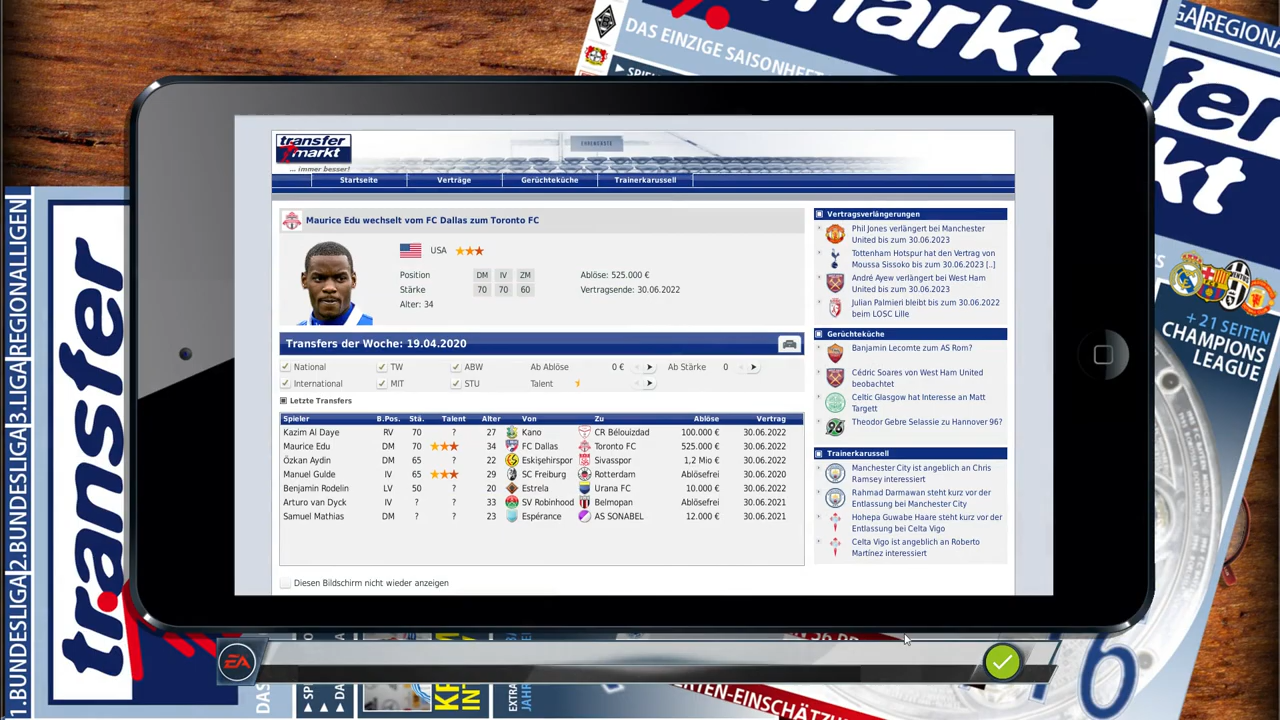 DAS EINZIGE SAISONHEFT
markt
REGIONA
transfer
markt
... immer besser!
EHRENGÄSTE
Startseite Verträge Gerüchteküche Trainerkarussell
Maurice Edu wechselt vom FC Dallas zum Toronto FC
USA
Position DM IV ZM Ablöse: 525.000 €
Stärke 70 70 60 Vertragsende: 30.06.2022
Alter: 34
Transfers der Woche: 19.04.2020
National TW ABW Ab Ablöse 0 € Ab Stärke 0
International MIT STU Talent
Letzte Transfers
Spieler B.Pos. Stä. Talent Alter Von Zu Ablöse Vertrag
Kazim Al Daye RV 70 ? 27 Kano CR Bélouizdad 100.000 € 30.06.2022
Maurice Edu DM 70 34 FC Dallas Toronto FC 525.000 € 30.06.2022
Özkan Aydin DM 65 ? 22 Eskişehirspor Sivasspor 1,2 Mio € 30.06.2022
Manuel Gulde IV 65 29 SC Freiburg Rotterdam Ablösefrei 30.06.2020
Benjamin Rodelin LV 50 ? 20 Estrela Urana FC 10.000 € 30.06.2022
Arturo van Dyck IV ? ? 33 SV Robinhood Belmopan Ablösefrei 30.06.2022
Samuel Mathias DM ? ? 23 Espérance AS SONABEL 12.000 € 30.06.2021
Diesen Bildschirm nicht wieder anzeigen
Vertragsverlängerungen
Phil Jones verlängert bei Manchester
United bis zum 30.06.2023
Tottenham Hotspur hat den Vertrag von
Moussa Sissoko bis zum 30.06.2023 [..]
André Ayew verlängert bei West Ham
United bis zum 30.06.2023
Julian Palmieri bleibt bis zum 30.06.2022
beim LOSC Lille
Gerüchteküche
Banjamin Lecomte zum AS Rom?
Cédric Soares von West Ham United
beobachtet
Celtic Glasgow hat Interesse an Matt
Targett
Theodor Gebre Selassie zu Hannover 96?
Trainerkarussell
Manchester City ist angeblich an Chris
Ramsey interessiert
Rahmad Darmawan steht kurz vor der
Entlassung bei Manchester City
Hohepa Guwabe Haare steht kurz vor der
Entlassung bei Celta Vigo
Celta Vigo ist angeblich an Roberto
Martínez interessiert
1.BUNDESLIGA 2.BUNDESLIGA 3.LIGA REGIONALLIGEN
transfer
+ 21 SEITEN
CHAMPIONS
LEAGUE
EA
DAS
EXTRA
JAHR
RTEN-EINSCHÄTZU
16